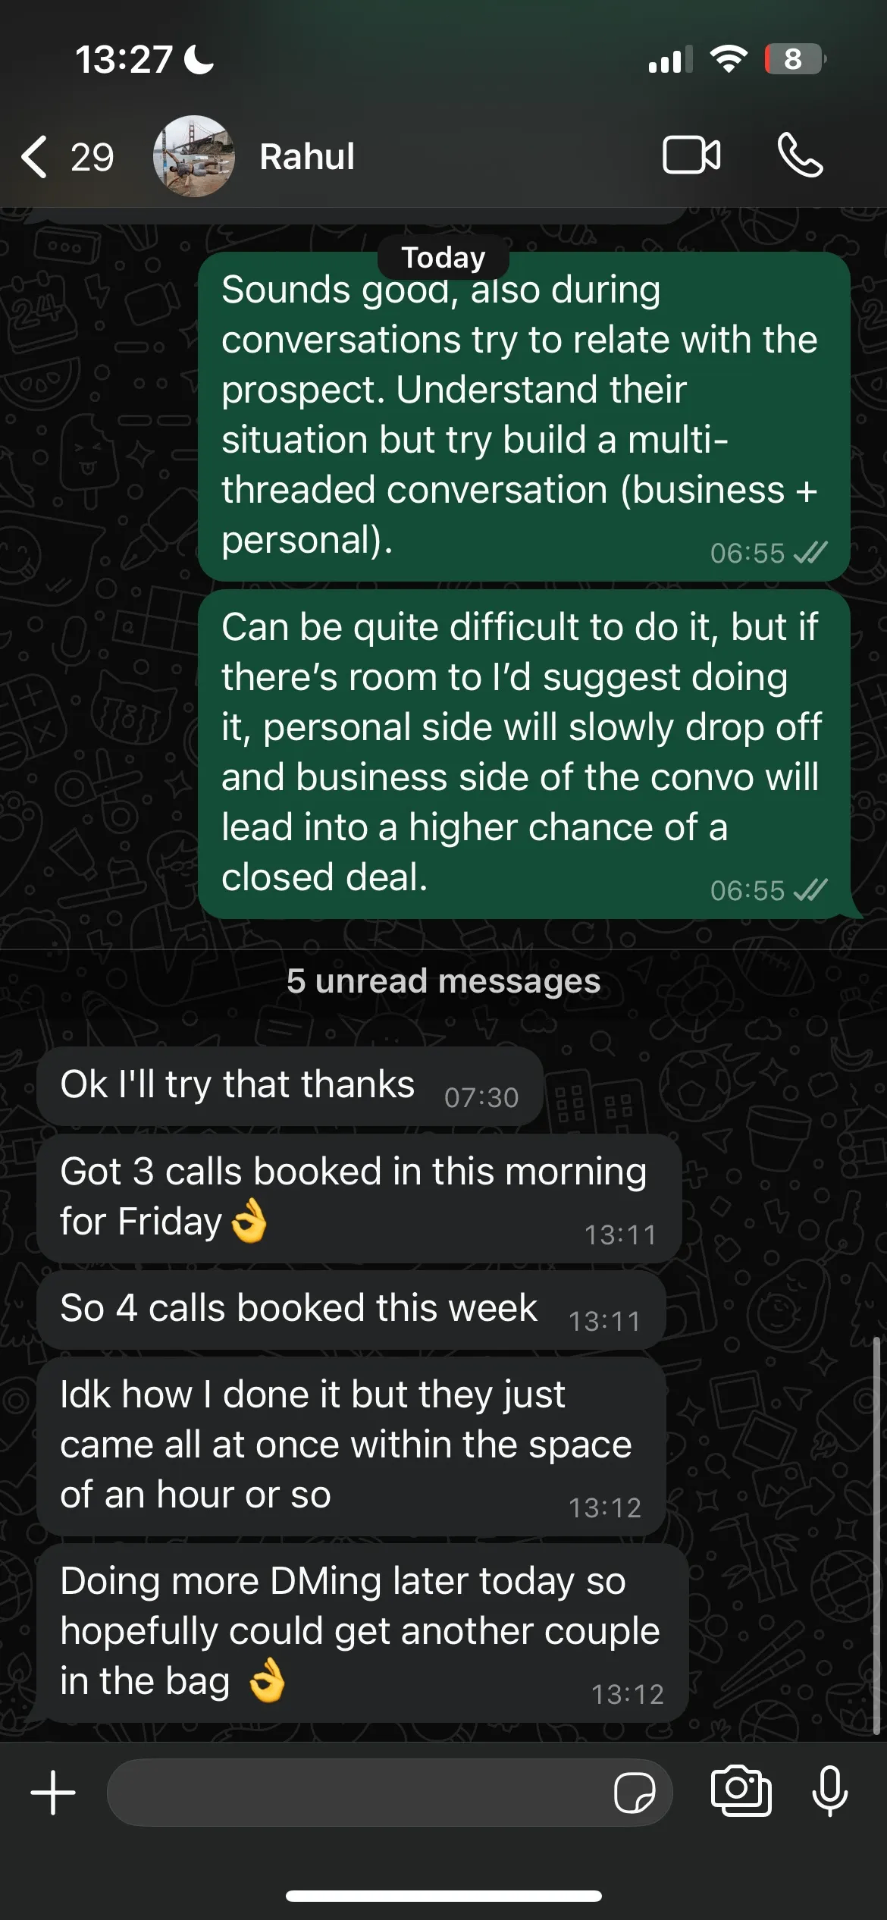 13:27
8
29
Rahul
Today
Sounds good, also during
conversations try to relate with the
prospect. Understand their
situation but try build a multi-
threaded conversation (business +
personal).
06:55
Can be quite difficult to do it, but if
there’s room to I’d suggest doing
it, personal side will slowly drop off
and business side of the convo will
lead into a higher chance of a
closed deal.
06:55
5 unread messages
Ok I'll try that thanks
07:30
Got 3 calls booked in this morning
for Friday👌
13:11
So 4 calls booked this week
13:11
Idk how I done it but they just
came all at once within the space
of an hour or so
13:12
Doing more DMing later today so
hopefully could get another couple
in the bag 👌
13:12